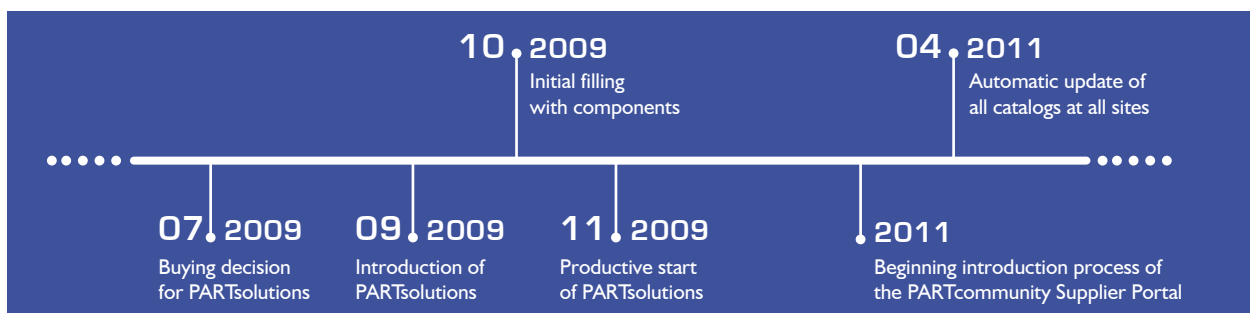 10 2009
Initial filling
with components
04 2011
Automatic update of
all catalogs at all sites
07 2009
Buying decision
for PARTsolutions
09 2009
Introduction of
PARTsolutions
11 2009
Productive start
of PARTsolutions
2011
Beginning introduction process of
the PARTcommunity Supplier Portal